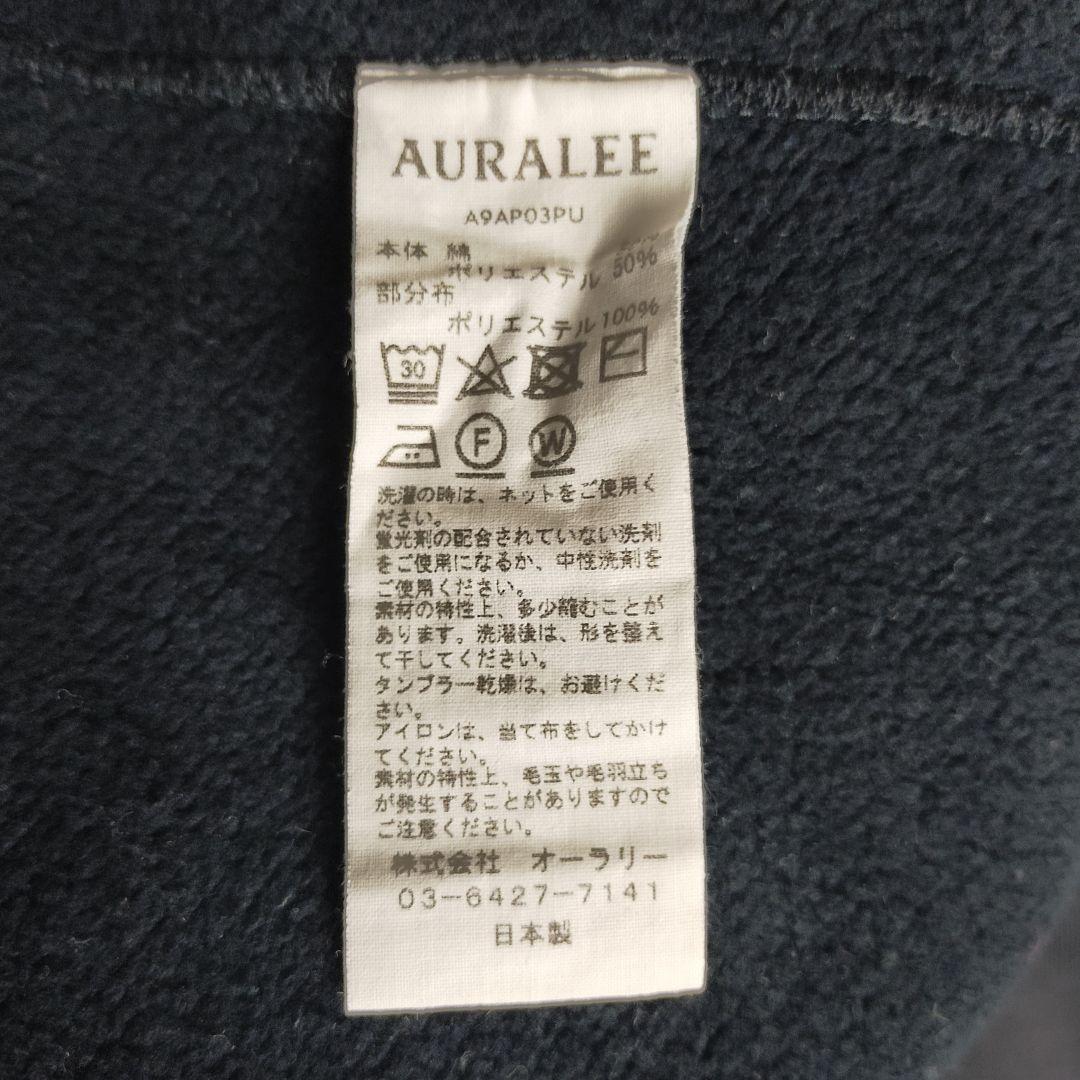 AURALEE
A9AP03PU
本体 綿
ポリエステル 50%
部分布
ポリエステル 100%
30
F W
洗濯の時は、ネットをご使用く
ださい。
蛍光剤の配合されていない洗剤
をご使用になるか、中性洗剤を
ご使用ください。
素材の特性上、多少縮むことが
あります。洗濯後は、形を整え
て干してください。
タンブラー乾燥は、お避けくだ
さい。
アイロンは、当て布をしてかけ
てください。
素材の特性上、毛玉や毛羽立ち
が発生することがありますので
ご注意ください。
株式会社 オーラリー
03-6427-7141
日本製